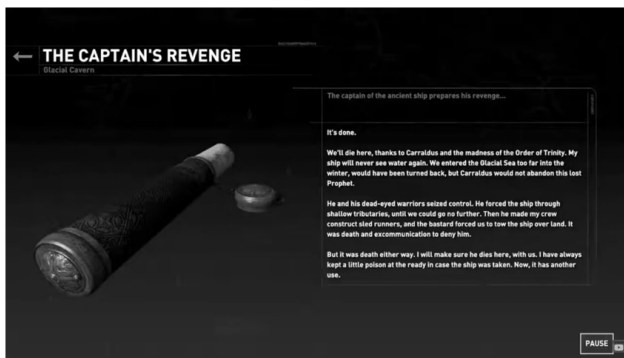 THE CAPTAIN'S REVENGE
Glacial Cavern
The captain of the ancient ship prepares his revenge...
It's done.
We'll die here, thanks to Carraldus and the madness of the Order of Trinity. My
ship will never see water again. We entered the Glacial Sea too far into the
winter, would have been turned back, but Carraldus would not abandon this lost
Prophet.
He and his dead-eyed warriors seized control. He forced the ship through
shallow tributaries, until we could go no further. Then he made my crew
construct sled runners, and the bastard forced us to tow the ship over land. It
was death and excommunication to deny him.
But it was death either way. I will make sure he dies here, with us. I have always
kept a little poison at the ready in case the ship was taken. Now, it has another
use.
PAUSE